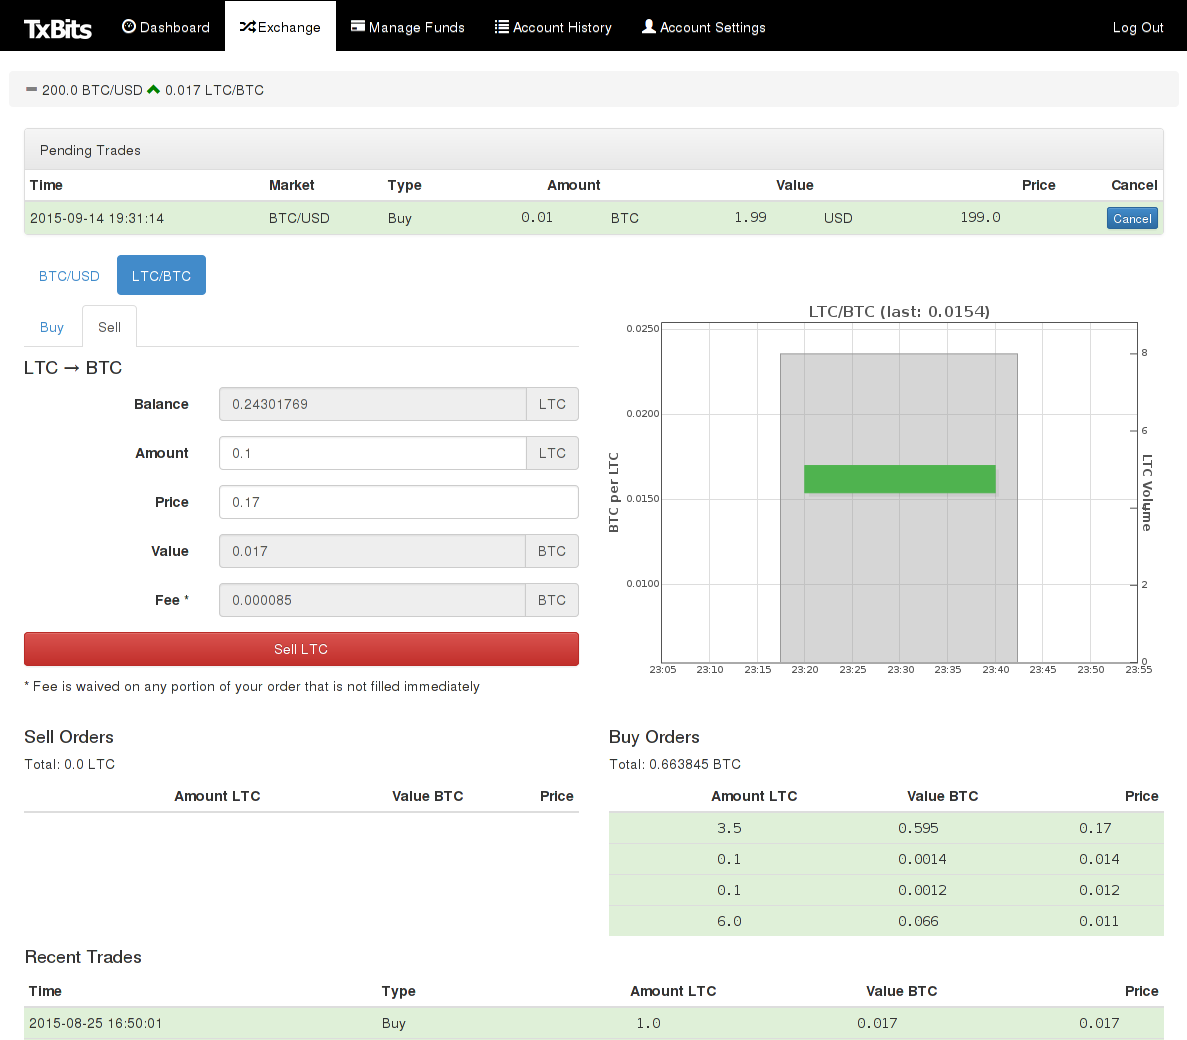 TxBits Dashboard Exchange Manage Funds Account History Account Settings Log Out
200.0 BTC/USD 0.017 LTC/BTC
Pending Trades
Time Market Type Amount Value Price Cancel
2015-09-14 19:31:14 BTC/USD Buy 0.01 BTC 1.99 USD 199.0 Cancel
BTC/USD LTC/BTC
Buy Sell
LTC → BTC
Balance 0.24301769 LTC
Amount 0.1 LTC
Price 0.17
Value 0.017 BTC
Fee * 0.000085 BTC
Sell LTC
* Fee is waived on any portion of your order that is not filled immediately
LTC/BTC (last: 0.0154)
BTC per LTC
0.0250
0.0200
0.0150
0.0100
8
6
4
2
0
LTC Volume
23:05 23:10 23:15 23:20 23:25 23:30 23:35 23:40 23:45 23:50 23:55
Sell Orders
Total: 0.0 LTC
Amount LTC Value BTC Price
Buy Orders
Total: 0.663845 BTC
Amount LTC Value BTC Price
3.5 0.595 0.17
0.1 0.0014 0.014
0.1 0.0012 0.012
6.0 0.066 0.011
Recent Trades
Time Type Amount LTC Value BTC Price
2015-08-25 16:50:01 Buy 1.0 0.017 0.017